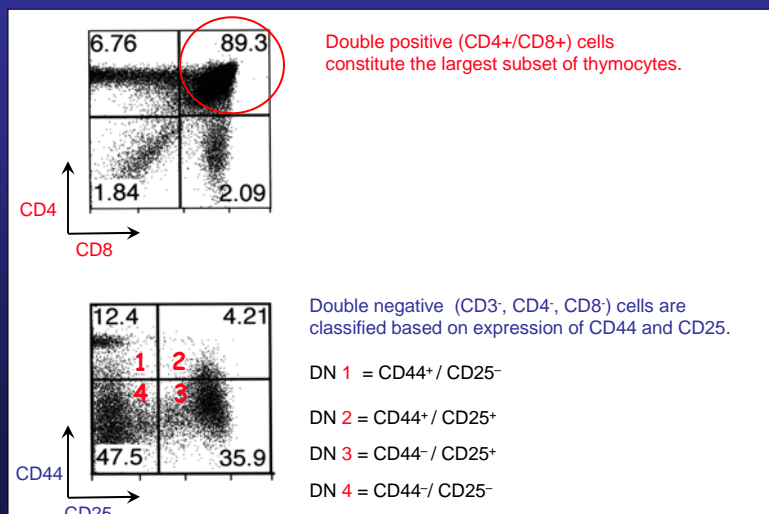 6.76 89.3
Double positive (CD4+/CD8+) cells
constitute the largest subset of thymocytes.
1.84 2.09
CD4
CD8
12.4 4.21
Double negative (CD3⁻, CD4⁻, CD8⁻) cells are
classified based on expression of CD44 and CD25.
1 2
4 3
DN 1 = CD44⁺ / CD25⁻
DN 2 = CD44⁺ / CD25⁺
DN 3 = CD44⁻ / CD25⁺
DN 4 = CD44⁻/ CD25⁻
47.5 35.9
CD44
CD25